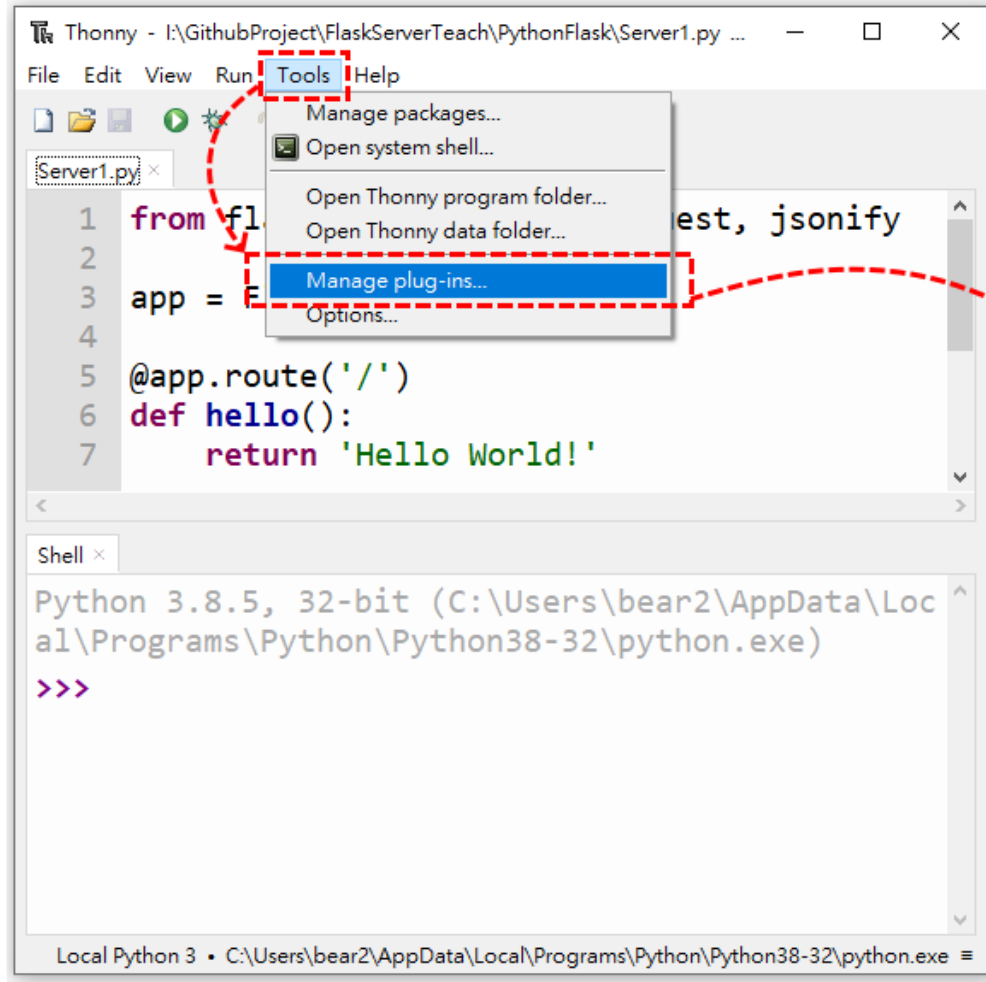 Thonny - I:\GithubProject\FlaskServerTeach\PythonFlask\Server1.py ...
File Edit View Run Tools Help
Manage packages...
Open system shell...
Open Thonny program folder...
Open Thonny data folder...
Manage plug-ins...
Options...
Server1.py
1 from est, jsonify
2
3 app =
4
5 @app.route('/')
6 def hello():
7 return 'Hello World!'
Shell
Python 3.8.5, 32-bit (C:\Users\bear2\AppData\Loc
al\Programs\Python\Python38-32\python.exe)
>>>
Local Python 3 • C:\Users\bear2\AppData\Local\Programs\Python\Python38-32\python.exe ≡